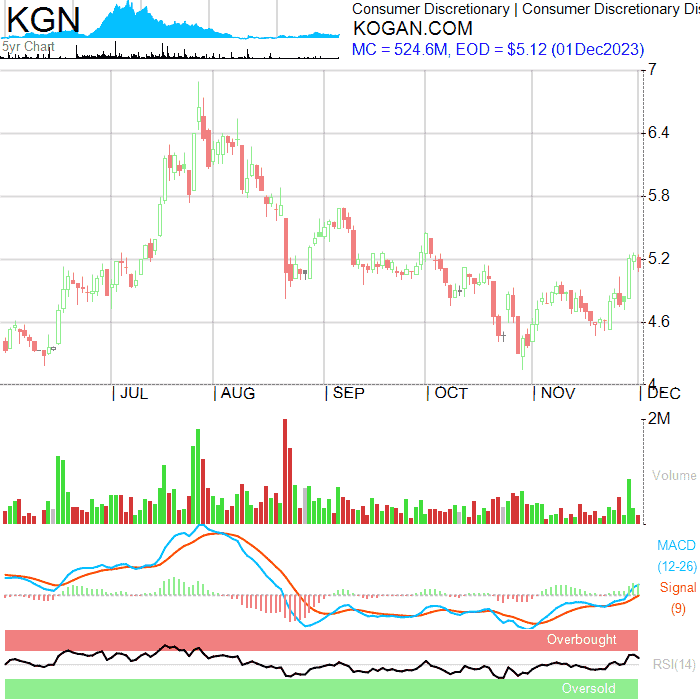 KGN
5yr Chart
Consumer Discretionary | Consumer Discretionary Dis
KOGAN.COM
MC = 524.6M, EOD = $5.12 (01Dec2023)
7
6.4
5.8
5.2
4.6
4
| JUL | AUG | SEP | OCT | NOV | DEC
2M
Volume
MACD
(12-26)
Signal
(9)
Overbought
RSI(14)
Oversold